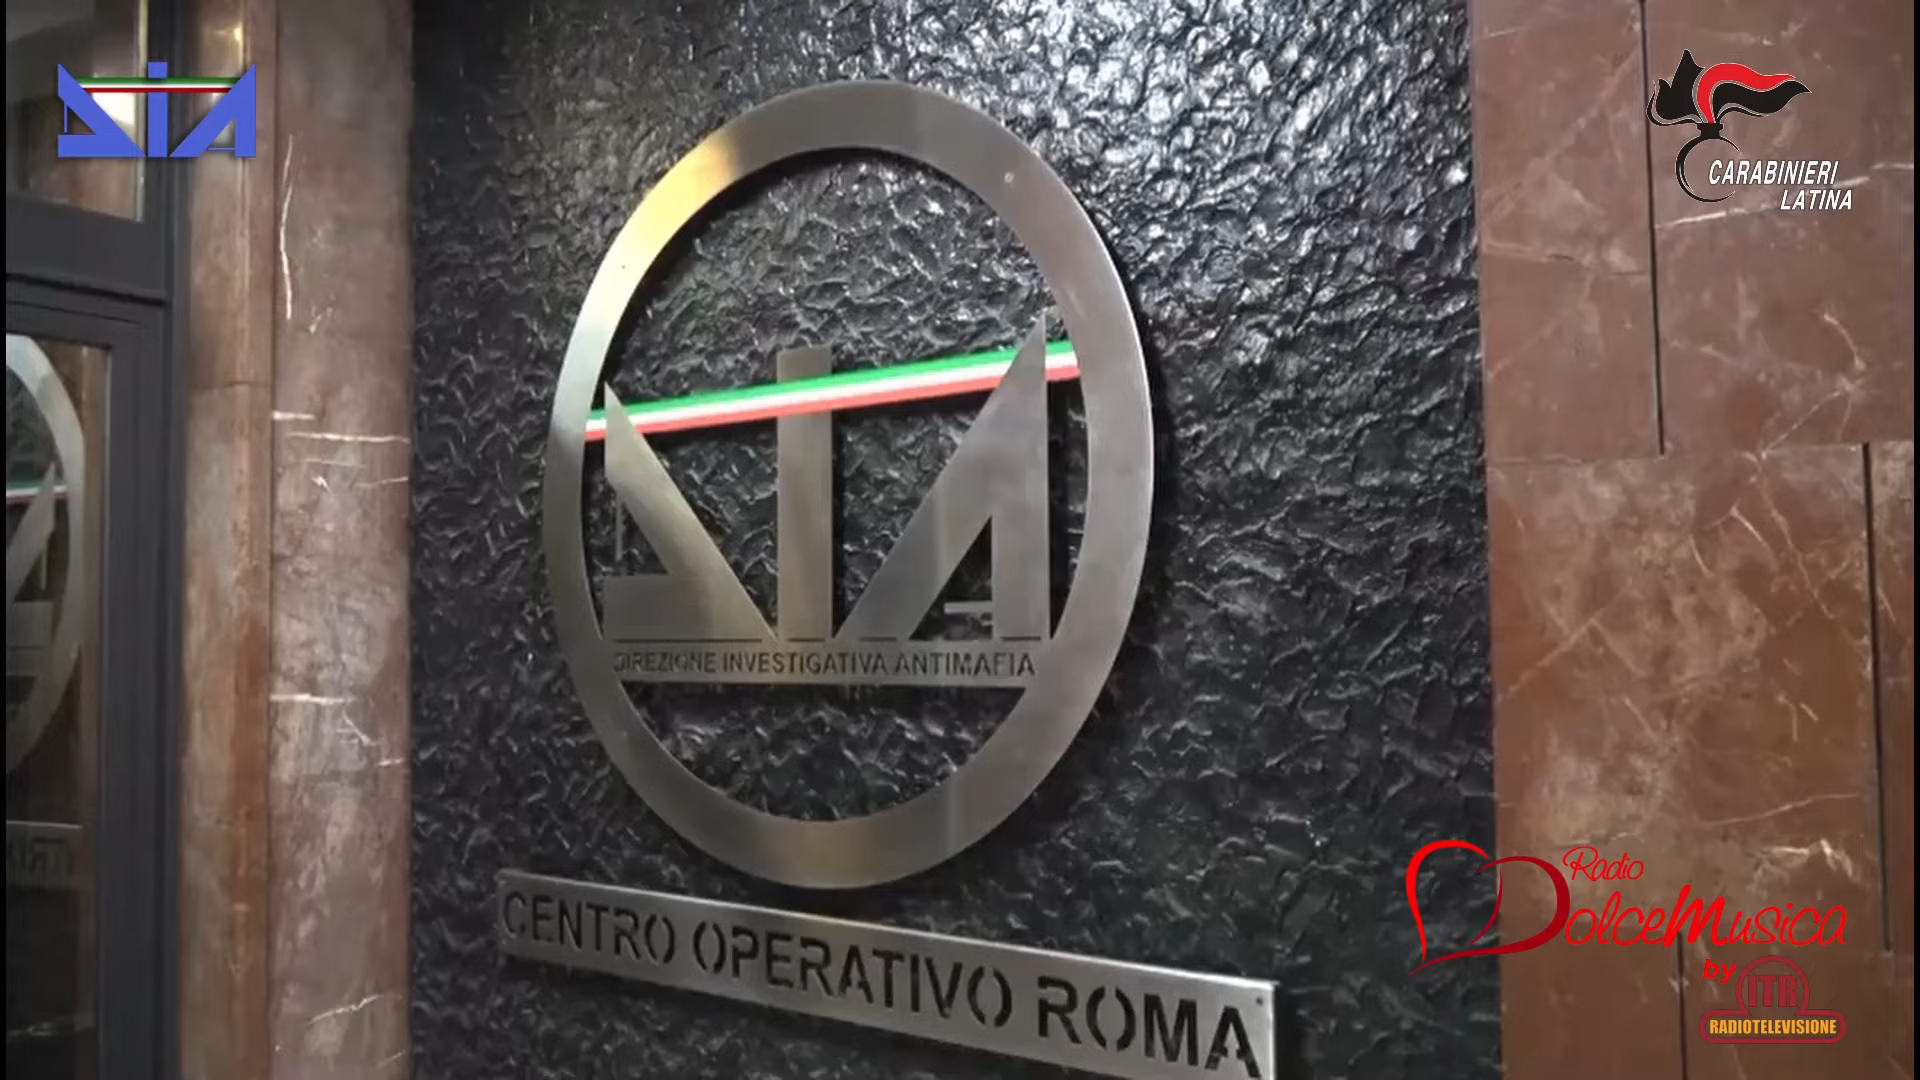 DIA
CARABINIERI
LATINA
DIA
DIREZIONE INVESTIGATIVA ANTIMAFIA
CENTRO OPERATIVO ROMA
Radio
DolceMusica
by ITR
RADIOTELEVISIONE